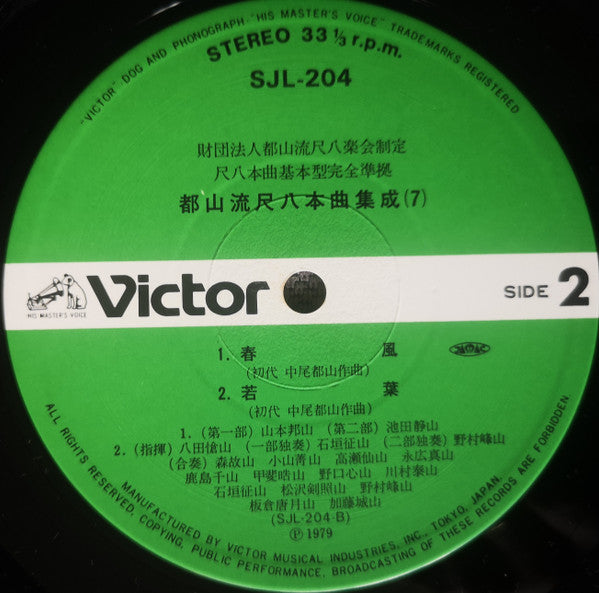 "VICTOR" DOG AND PHONOGRAPH-"HIS MASTER'S VOICE" TRADEMARKS REGISTERED
STEREO 33 1/3 r.p.m.
SJL-204
財団法人都山流尺八楽会制定
尺八本曲基本型完全準拠
都山流尺八本曲集成(7)
HIS MASTER'S VOICE
Victor
SIDE 2
1. 春 風
(初代 中尾都山作曲)
2. 若 葉
(初代 中尾都山作曲)
1.(第一部)山本邦山 (第二部)池田静山
2.(指揮)八田傖山 (一部独奏)石垣征山 (二部独奏)野村峰山
(合奏)森故山 小山菁山 高瀬仙山 永広真山
鹿島千山 甲斐晧山 野口心山 川村泰山
石垣征山 松沢剣照山 野村峰山
板倉唐月山 加藤城山
(SJL-204-B)
Ⓟ 1979
ALL RIGHTS RESERVED. COPYING, PUBLIC PERFORMANCE, BROADCASTING OF THESE RECORDS ARE FORBIDDEN.
MANUFACTURED BY VICTOR MUSICAL INDUSTRIES, INC., TOKYO, JAPAN.